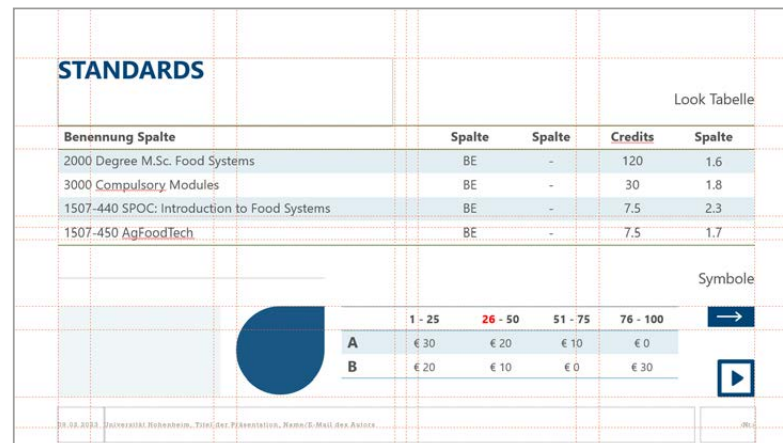 STANDARDS
Look Tabelle
Benennung Spalte Spalte Spalte Credits Spalte
2000 Degree M.Sc. Food Systems BE - 120 1.6
3000 Compulsory Modules BE - 30 1.8
1507-440 SPOC: Introduction to Food Systems BE - 7.5 2.3
1507-450 AgFoodTech BE - 7.5 1.7
Symbole
1 - 25 26 - 50 51 - 75 76 - 100
A € 30 € 20 € 10 € 0
B € 20 € 10 € 0 € 30
Universität Hohenheim, Titel der Präsentation, Name/E-Mail des Autors